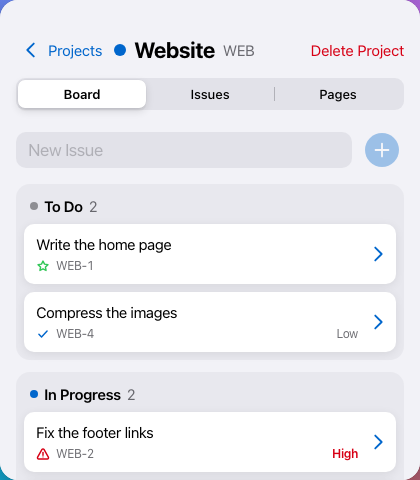 Projects Website WEB Delete Project
Board Issues Pages
New Issue
To Do 2
Write the home page
WEB-1
Compress the images
WEB-4 Low
In Progress 2
Fix the footer links
WEB-2 High